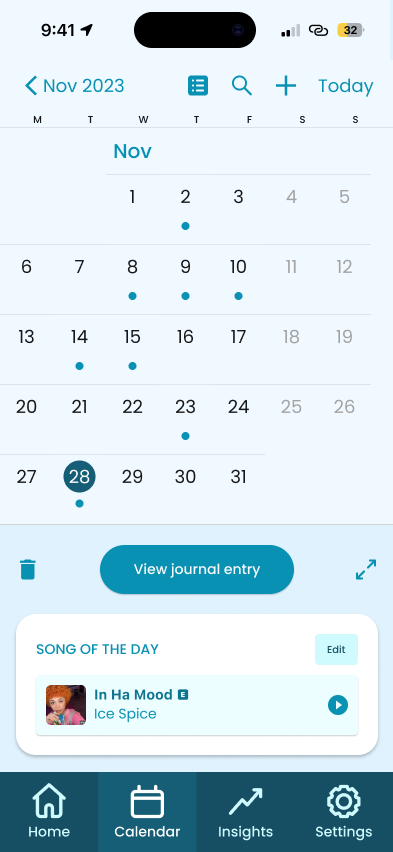 9:41
32
Nov 2023
Today
M T W T F S S
Nov
1 2 3 4 5
6 7 8 9 10 11 12
13 14 15 16 17 18 19
20 21 22 23 24 25 26
27 28 29 30 31
View journal entry
SONG OF THE DAY
Edit
In Ha Mood E
Ice Spice
Home Calendar Insights Settings